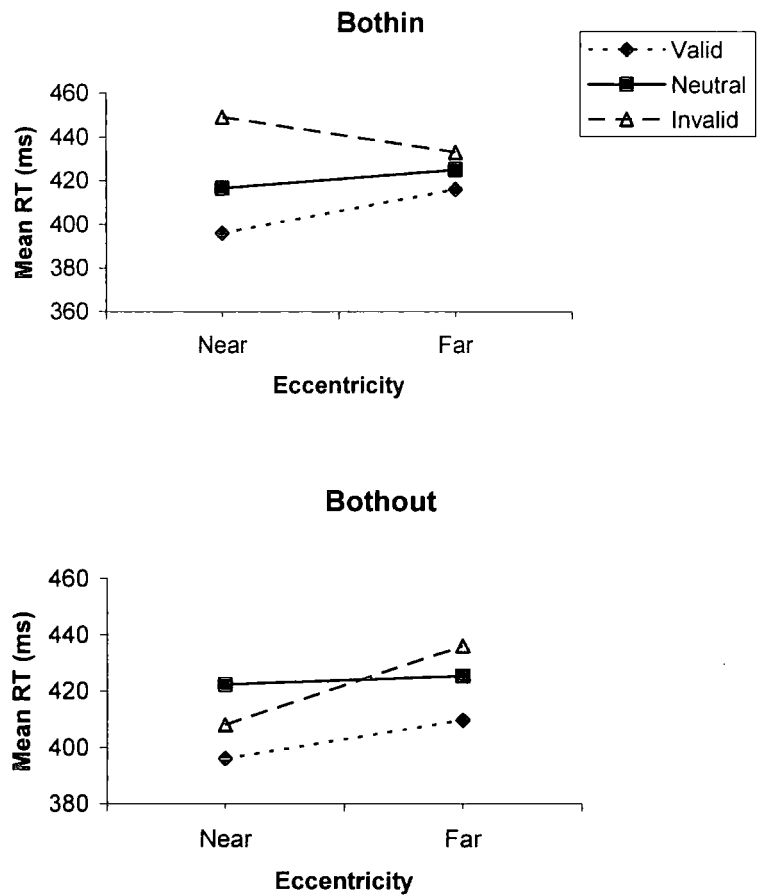 Bothin
Valid
Neutral
Invalid
Mean RT (ms)
460
440
420
400
380
360
Near Far
Eccentricity
Bothout
Mean RT (ms)
460
440
420
400
380
Near Far
Eccentricity